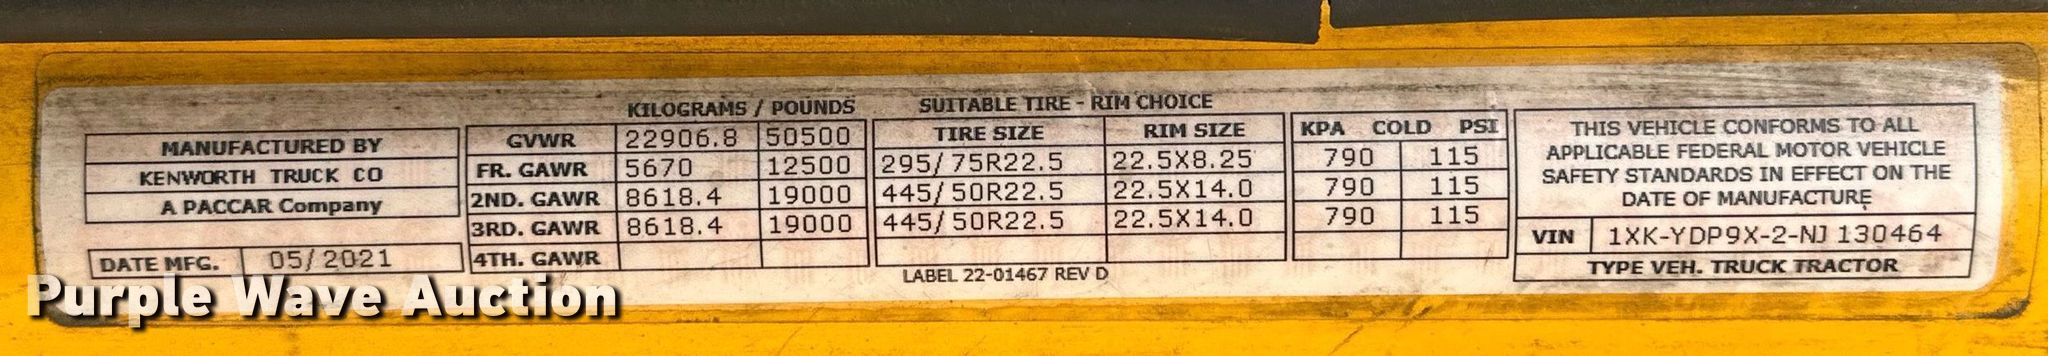 KILOGRAMS / POUNDS SUITABLE TIRE - RIM CHOICE
MANUFACTURED BY
KENWORTH TRUCK CO
A PACCAR Company
DATE MFG. 05/2021
GVWR 22906.8 50500 TIRE SIZE RIM SIZE KPA COLD PSI
FR. GAWR 5670 12500 295/75R22.5 22.5X8.25 790 115
2ND. GAWR 8618.4 19000 445/50R22.5 22.5X14.0 790 115
3RD. GAWR 8618.4 19000 445/50R22.5 22.5X14.0 790 115
4TH. GAWR
LABEL 22-01467 REV D
THIS VEHICLE CONFORMS TO ALL
APPLICABLE FEDERAL MOTOR VEHICLE
SAFETY STANDARDS IN EFFECT ON THE
DATE OF MANUFACTURE
VIN 1XK-YDP9X-2-NJ 130464
TYPE VEH. TRUCK TRACTOR
Purple Wave Auction